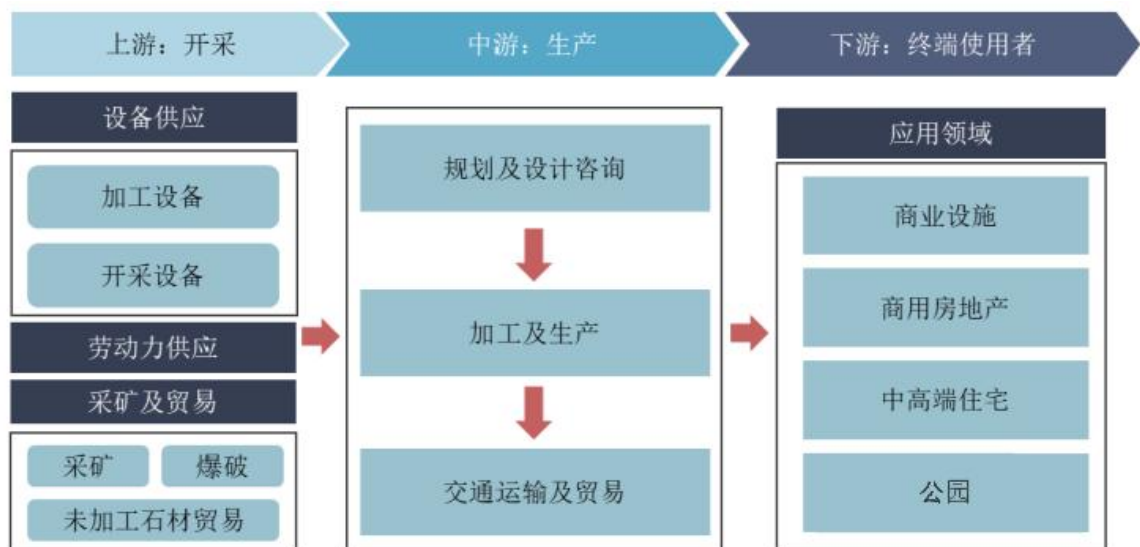 上游：开采
中游：生产
下游：终端使用者
设备供应
加工设备
开采设备
劳动力供应
采矿及贸易
采矿
爆破
未加工石材贸易
规划及设计咨询
加工及生产
交通运输及贸易
应用领域
商业设施
商用房地产
中高端住宅
公园